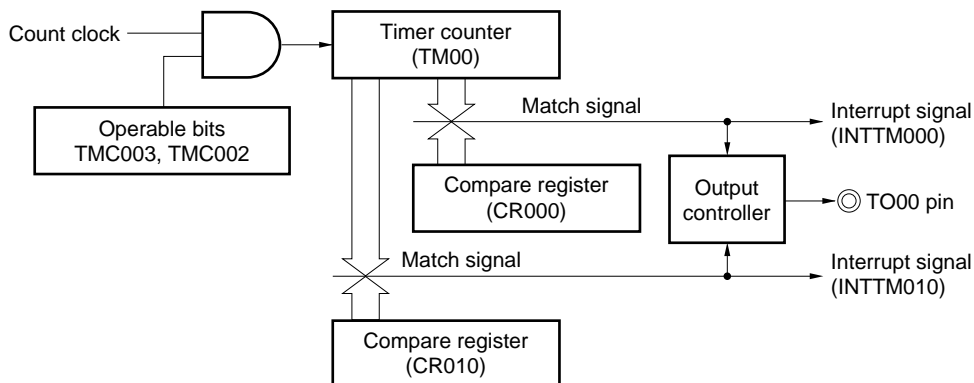 Count clock
Timer counter
(TM00)
Operable bits
TMC003, TMC002
Match signal
Interrupt signal
(INTTM000)
Compare register
(CR000)
Output
controller
TO00 pin
Match signal
Interrupt signal
(INTTM010)
Compare register
(CR010)